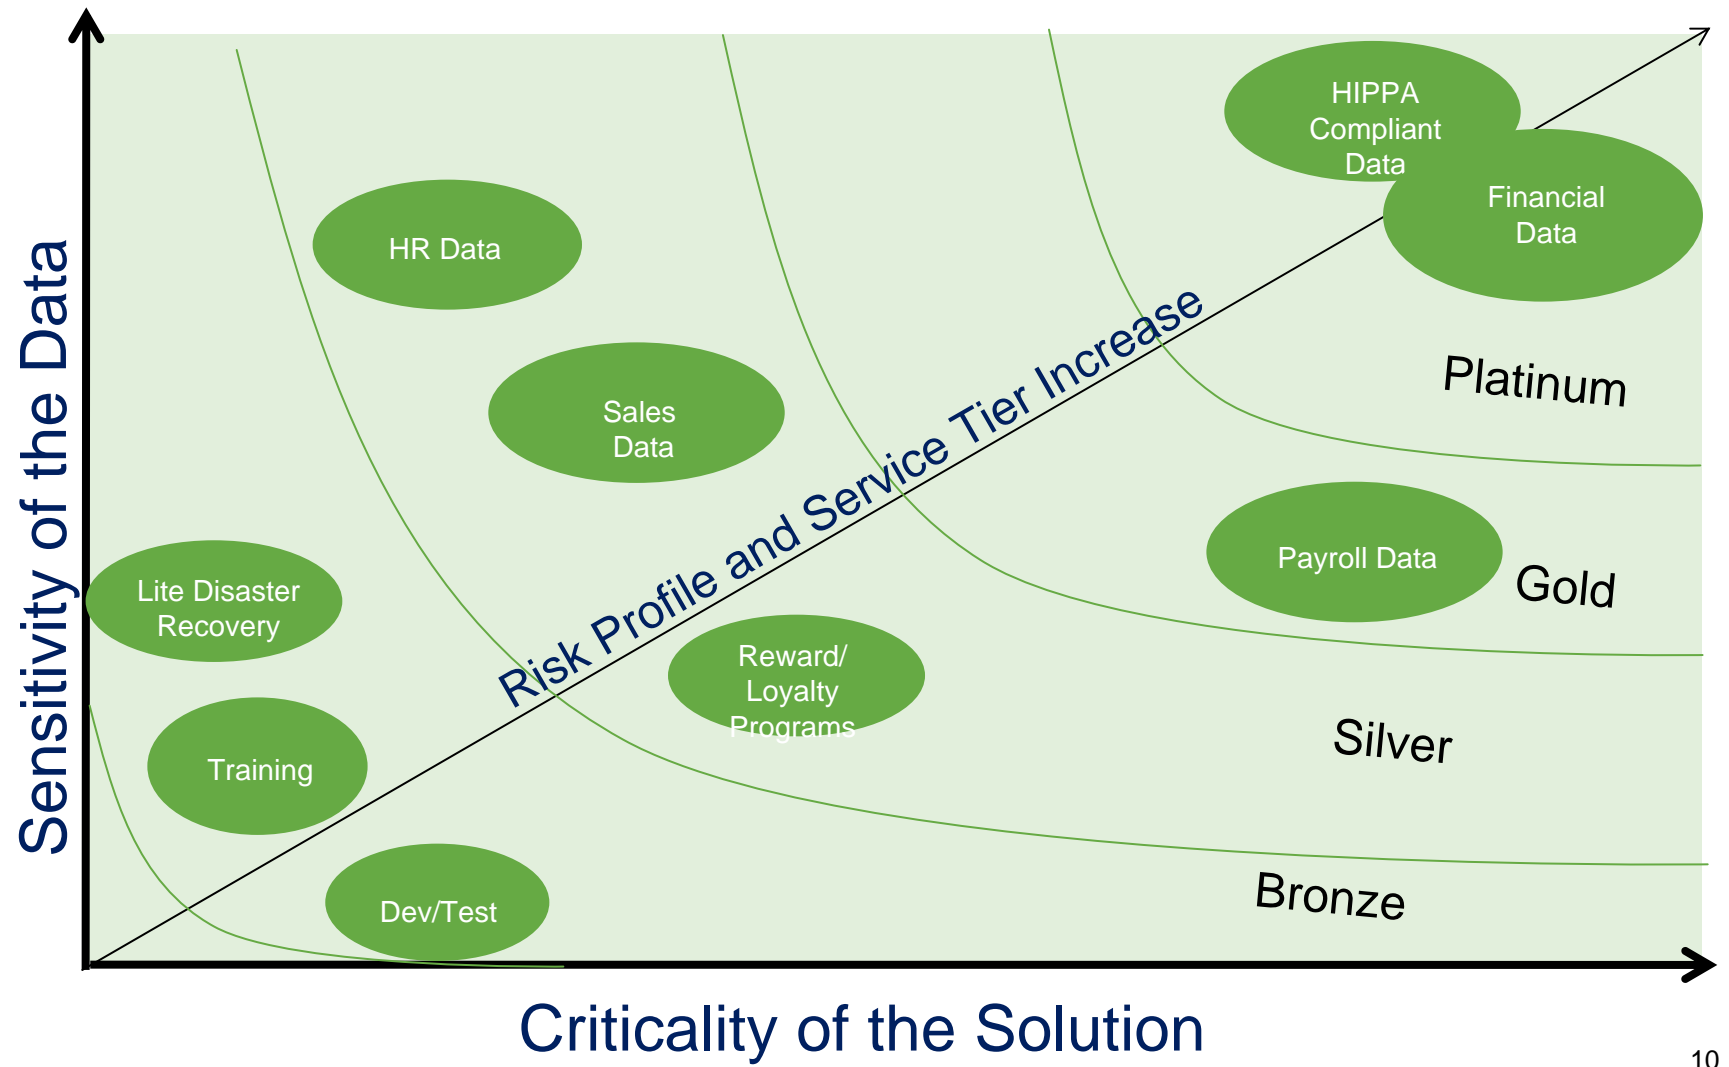 HIPPA
Compliant
Data
Financial
Data
HR Data
Sensitivity of the Data
Risk Profile and Service Tier Increase
Platinum
Sales
Data
Payroll Data
Gold
Lite Disaster
Recovery
Reward/
Loyalty
Programs
Silver
Training
Bronze
Dev/Test
Criticality of the Solution
10